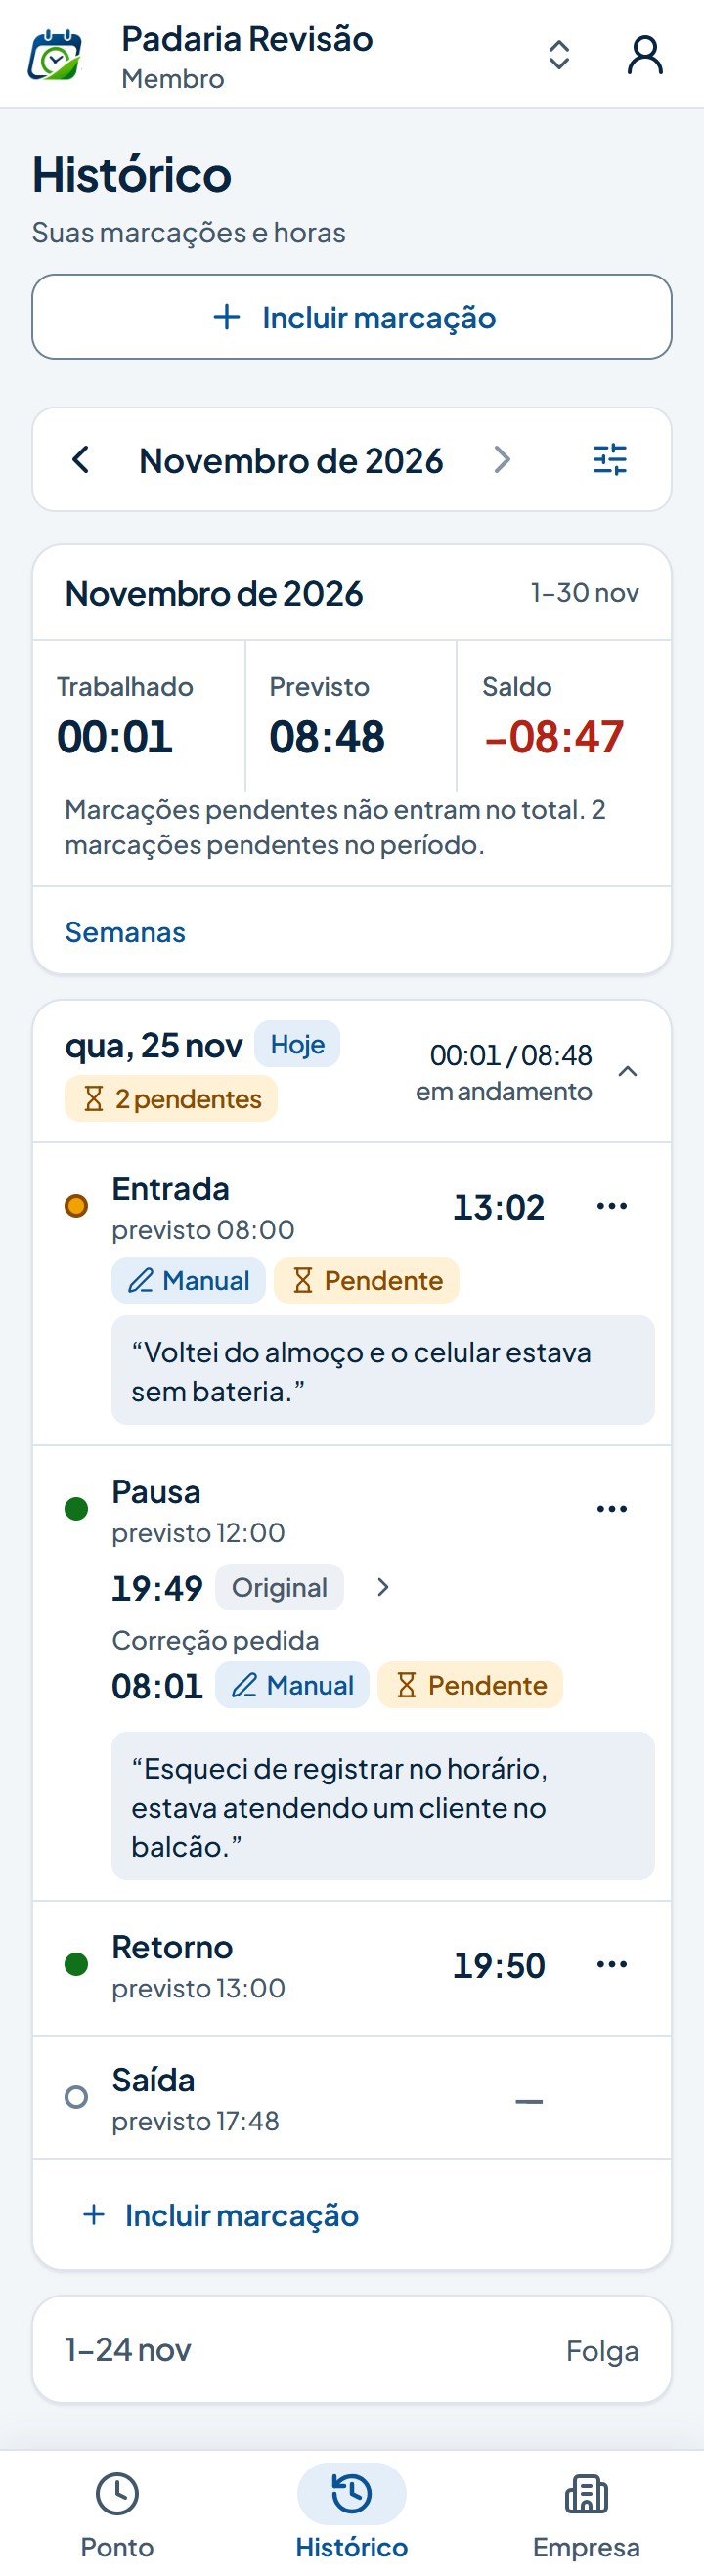 Padaria Revisão
Membro
Histórico
Suas marcações e horas
Incluir marcação
Novembro de 2026
Novembro de 2026
1–30 nov
Trabalhado
00:01
Previsto
08:48
Saldo
−08:47
Marcações pendentes não entram no total. 2
marcações pendentes no período.
Semanas
qua, 25 nov
Hoje
2 pendentes
00:01 / 08:48
em andamento
Entrada
13:02
previsto 08:00
Manual
Pendente
“Voltei do almoço e o celular estava
sem bateria.”
Pausa
previsto 12:00
19:49
Original
Correção pedida
08:01
Manual
Pendente
“Esqueci de registrar no horário,
estava atendendo um cliente no
balcão.”
Retorno
19:50
previsto 13:00
Saída
—
previsto 17:48
Incluir marcação
1–24 nov
Folga
Ponto
Histórico
Empresa